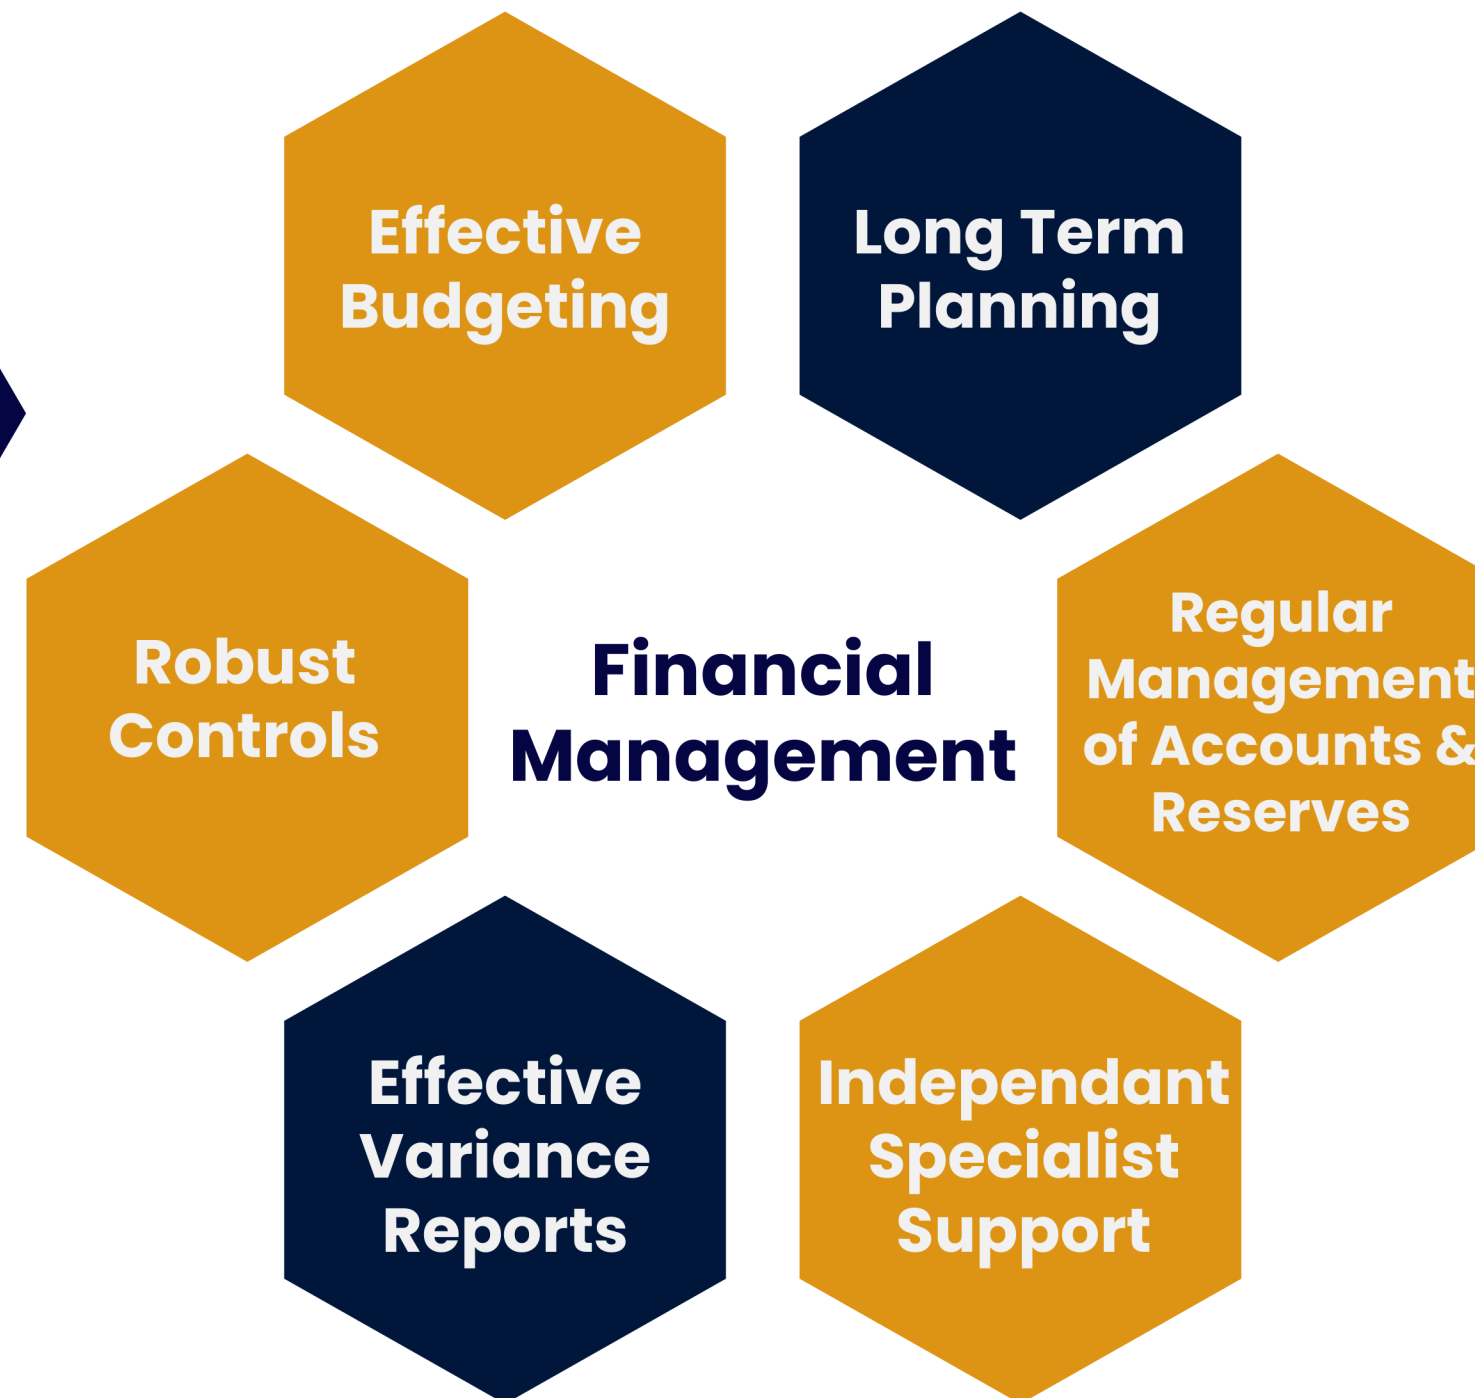 Effective
Budgeting
Long Term
Planning
Robust
Controls
Financial
Management
Regular
Management
of Accounts &
Reserves
Effective
Variance
Reports
Independant
Specialist
Support